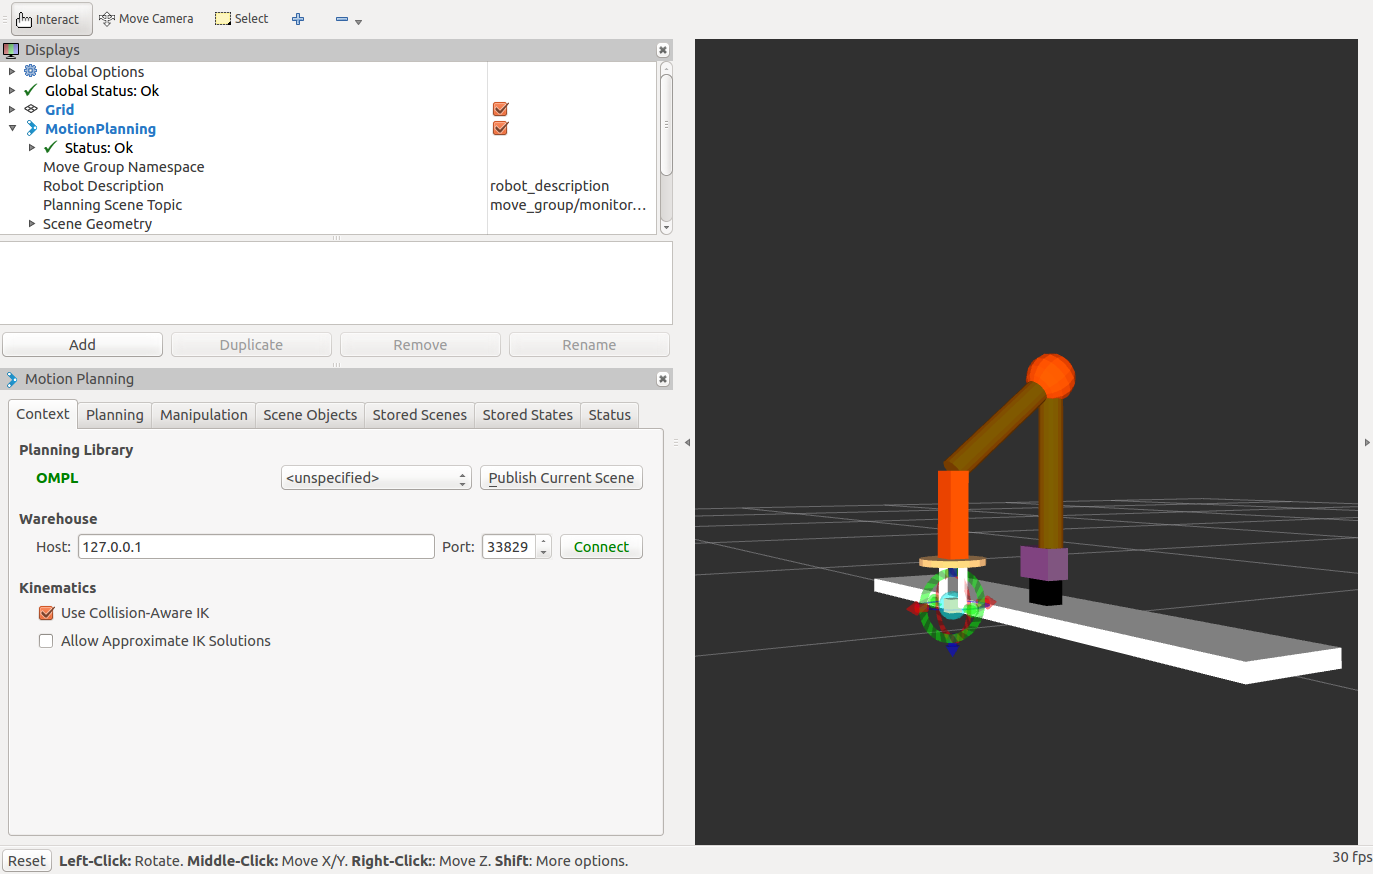 Interact Move Camera Select
Displays
Global Options
Global Status: Ok
Grid
MotionPlanning
Status: Ok
Move Group Namespace
Robot Description robot_description
Planning Scene Topic move_group/monitor...
Scene Geometry
Add Duplicate Remove Rename
Motion Planning
Context Planning Manipulation Scene Objects Stored Scenes Stored States Status
Planning Library
OMPL <unspecified> Publish Current Scene
Warehouse
Host: 127.0.0.1 Port: 33829 Connect
Kinematics
Use Collision-Aware IK
Allow Approximate IK Solutions
Reset Left-Click: Rotate. Middle-Click: Move X/Y. Right-Click:: Move Z. Shift: More options. 30 fps